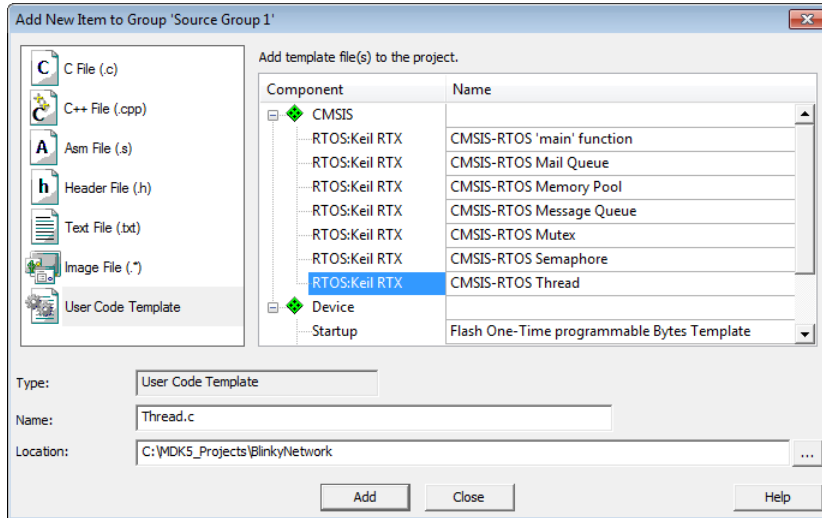 Add New Item to Group 'Source Group 1'
C File (.c)
C++ File (.cpp)
Asm File (.s)
Header File (.h)
Text File (.txt)
Image File (.*)
User Code Template
Add template file(s) to the project.
Component Name
CMSIS
RTOS:Keil RTX CMSIS-RTOS 'main' function
RTOS:Keil RTX CMSIS-RTOS Mail Queue
RTOS:Keil RTX CMSIS-RTOS Memory Pool
RTOS:Keil RTX CMSIS-RTOS Message Queue
RTOS:Keil RTX CMSIS-RTOS Mutex
RTOS:Keil RTX CMSIS-RTOS Semaphore
RTOS:Keil RTX CMSIS-RTOS Thread
Device
Startup Flash One-Time programmable Bytes Template
Type: User Code Template
Name: Thread.c
Location: C:\MDK5_Projects\BlinkyNetwork ...
Add Close Help